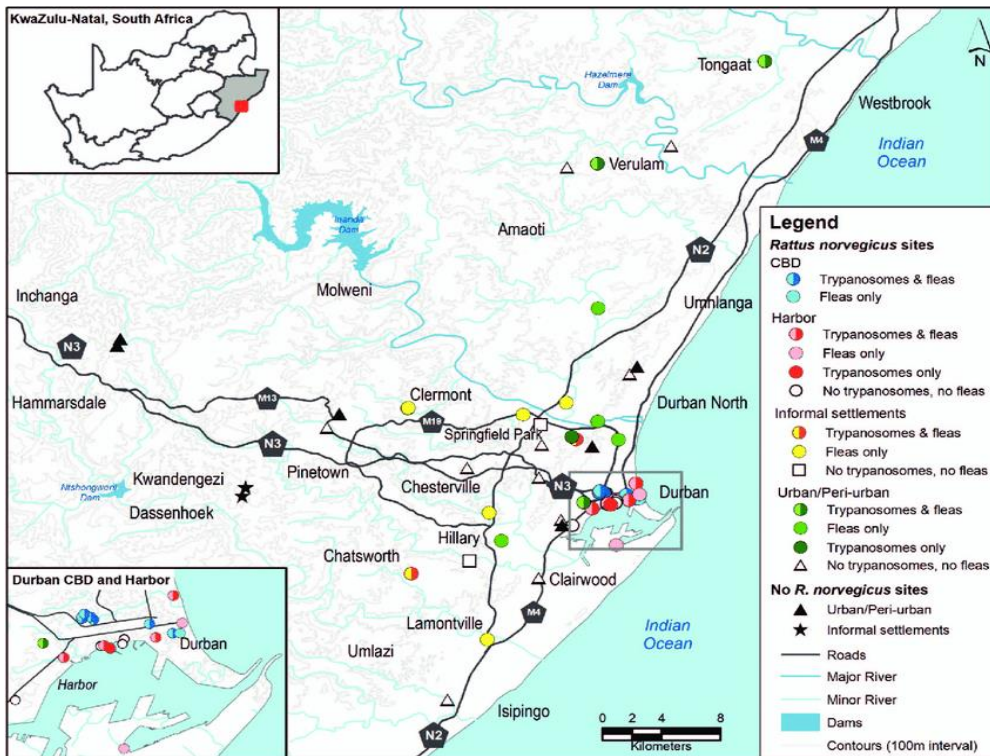 KwaZulu-Natal, South Africa
N
Tongaat
Hazelmere
Dam
Westbrook
M4
Indian
Ocean
Verulam
Amaoti
Inanda
Dam
N2
Molweni
Inchanga
Umhlanga
N3
Hammarsdale
M13
Clermont
M19
Durban North
Springfield Park
N3
Pinetown
Kwandengezi
Chesterville
N3
Durban
Dassenhoek
Hillary
Chatsworth
Clairwood
M4
Lamontville
Umlazi
Indian
Ocean
Isipingo
N2
0 2 4 8
Kilometers
Durban CBD and Harbor
Durban
Harbor
Legend
Rattus norvegicus sites
CBD
Trypanosomes & fleas
Fleas only
Harbor
Trypanosomes & fleas
Fleas only
Trypanosomes only
No trypanosomes, no fleas
Informal settlements
Trypanosomes & fleas
Fleas only
No trypanosomes, no fleas
Urban/Peri-urban
Trypanosomes & fleas
Fleas only
Trypanosomes only
No trypanosomes, no fleas
No R. norvegicus sites
Urban/Peri-urban
Informal settlements
Roads
Major River
Minor River
Dams
Contours (100m interval)